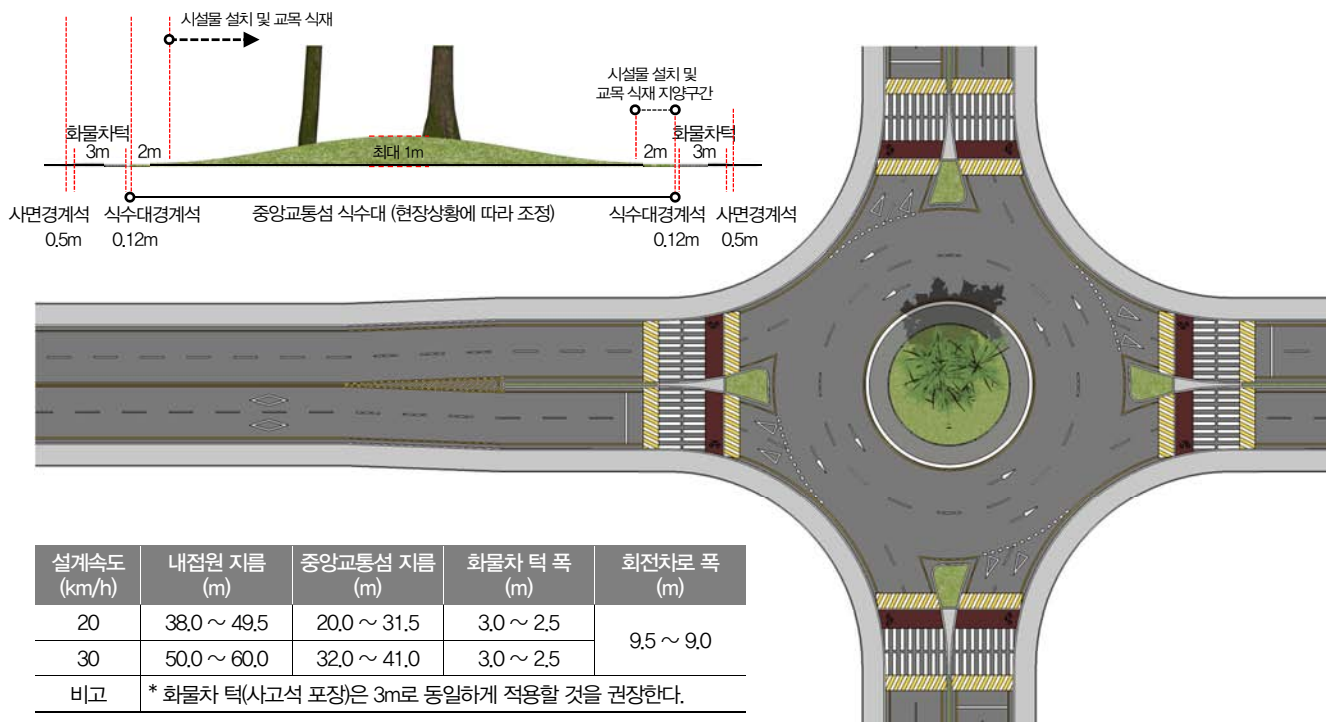 시설물 설치 및 교목 식재
시설물 설치 및
교목 식재 지양구간
화물차턱
3m
2m
최대 1m
2m
화물차턱
3m
사면경계석
0.5m
식수대경계석
0.12m
중앙교통섬 식수대 (현장상황에 따라 조정)
식수대경계석
0.12m
사면경계석
0.5m
설계속도 (km/h) 내접원 지름 (m) 중앙교통섬 지름 (m) 화물차 턱 폭 (m) 회전차로 폭 (m)
20 38.0 ~ 49.5 20.0 ~ 31.5 3.0 ~ 2.5 9.5 ~ 9.0
30 50.0 ~ 60.0 32.0 ~ 41.0 3.0 ~ 2.5
비고 * 화물차 턱(사고석 포장)은 3m로 동일하게 적용할 것을 권장한다.